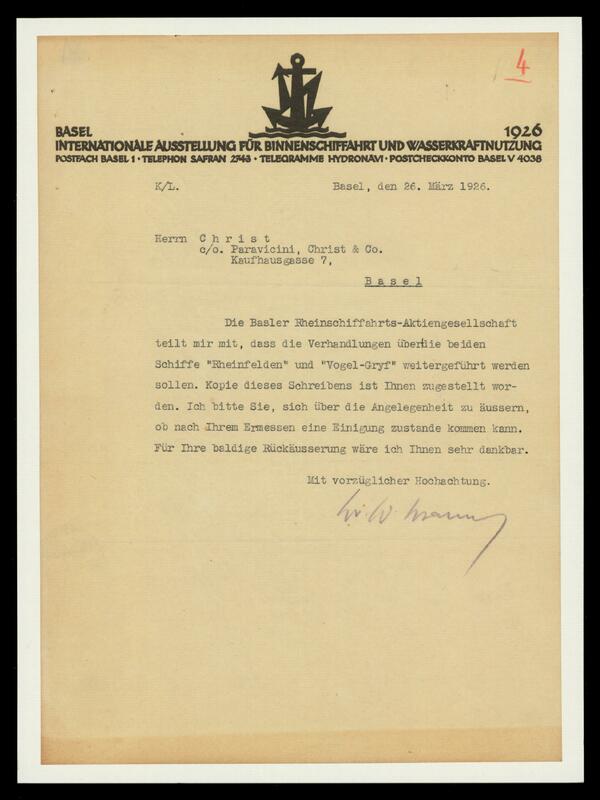 4
BASEL 1926
INTERNATIONALE AUSSTELLUNG FÜR BINNENSCHIFFAHRT UND WASSERKRAFTNUTZUNG
POSTFACH BASEL 1 • TELEPHON SAFRAN 2543 • TELEGRAMME HYDRONAVI • POSTCHECKKONTO BASEL V 4038
K/L. Basel, den 26. März 1926.
Herrn C h r i s t
c/o. Paravicini, Christ & Co.
Kaufhausgasse 7,
B a s e l
Die Basler Rheinschiffahrts-Aktiengesellschaft
teilt mir mit, dass die Verhandlungen über die beiden
Schiffe "Rheinfelden" und "Vogel-Gryf" weitergeführt werden
sollen. Kopie dieses Schreibens ist Ihnen zugestellt wor-
den. Ich bitte Sie, sich über die Angelegenheit zu äussern,
ob nach Ihrem Ermessen eine Einigung zustande kommen kann.
Für Ihre baldige Rückäusserung wäre ich Ihnen sehr dankbar.
Mit vorzüglicher Hochachtung.